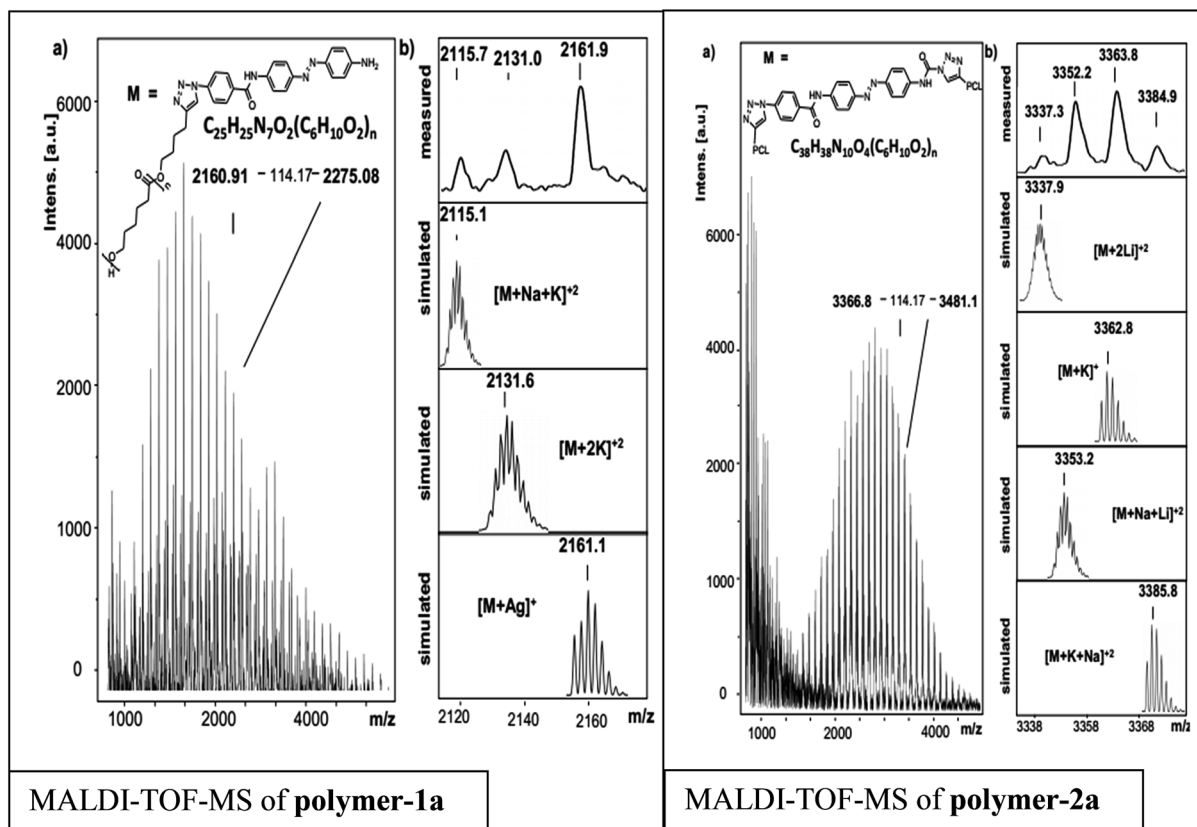 a)
M =
N
N
N
O
HN
N
N
NH₂
C₂₅H₂₅N₇O₂(C₆H₁₀O₂)n
2160.91 - 114.17 - 2275.08
O
O
n
O
H
Intens. [a.u.]
6000
4000
2000
1000
0
1000
2000
4000
m/z
b)
2115.7
2131.0
2161.9
measured
2115.1
simulated
[M+Na+K]⁺²
2131.6
simulated
[M+2K]⁺²
2161.1
simulated
[M+Ag]⁺
2120
2140
2160
m/z
MALDI-TOF-MS of polymer-1a
a)
M =
N
N
N
PCL
O
HN
N
N
NH
O
N
N
N
PCL
C₃₈H₃₈N₁₀O₄(C₆H₁₀O₂)n
3366.8 - 114.17 - 3481.1
Intens. [a.u.]
6000
4000
2000
1000
0
1000
2000
4000
m/z
b)
3337.3
3352.2
3363.8
3384.9
measured
3337.9
simulated
[M+2Li]⁺²
3362.8
simulated
[M+K]⁺
3353.2
simulated
[M+Na+Li]⁺²
3385.8
simulated
[M+K+Na]⁺²
3338
3358
3368
m/z
MALDI-TOF-MS of polymer-2a